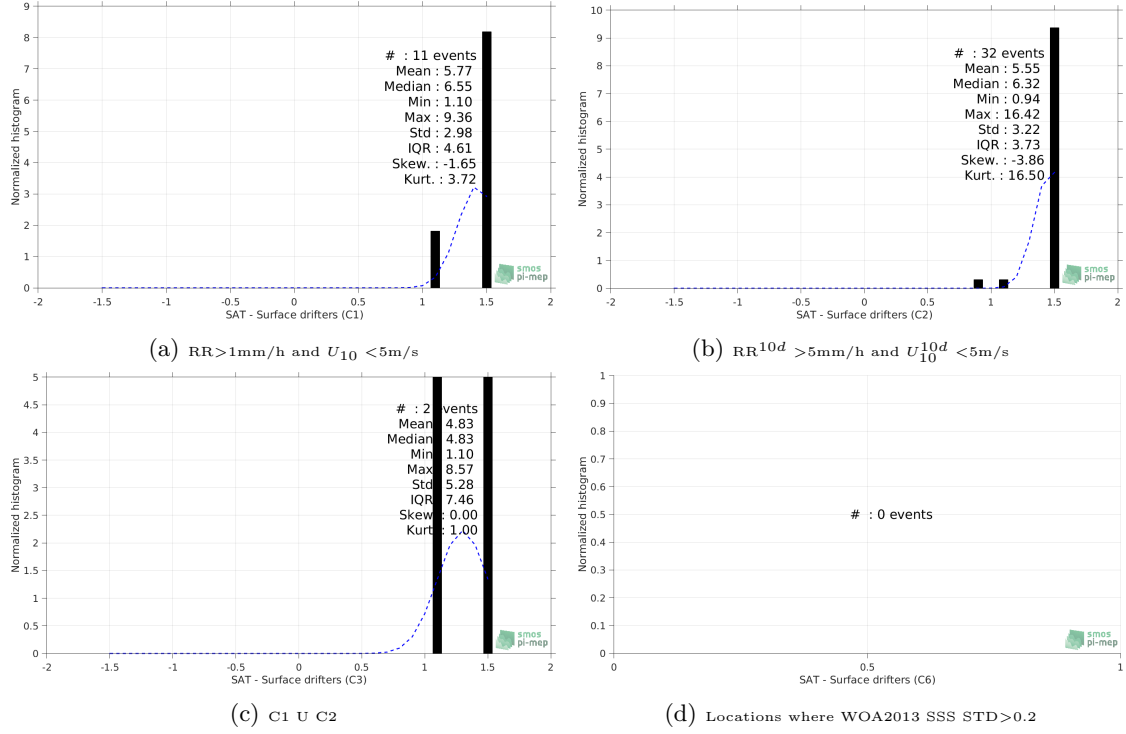 9
8
7
6
5
4
3
2
1
0
Normalized histogram
# : 11 events
Mean : 5.77
Median : 6.55
Min : 1.10
Max : 9.36
Std : 2.98
IQR : 4.61
Skew. : -1.65
Kurt. : 3.72
smos
pi-mep
-2 -1.5 -1 -0.5 0 0.5 1 1.5 2
SAT - Surface drifters (C1)
(a) RR>1mm/h and U10 <5m/s
10
9
8
7
6
5
4
3
2
1
0
Normalized histogram
# : 32 events
Mean : 5.55
Median : 6.32
Min : 0.94
Max : 16.42
Std : 3.22
IQR : 3.73
Skew. : -3.86
Kurt. : 16.50
smos
pi-mep
-2 -1.5 -1 -0.5 0 0.5 1 1.5 2
SAT - Surface drifters (C2)
(b) RR10d >5mm/h and U10d10 <5m/s
5
4.5
4
3.5
3
2.5
2
1.5
1
0.5
0
Normalized histogram
# : 2 events
Mean 4.83
Median 4.83
Min 1.10
Max 8.57
Std 5.28
IQR 7.46
Skew : 0.00
Kurt : 1.00
smos
pi-mep
-2 -1.5 -1 -0.5 0 0.5 1 1.5 2
SAT - Surface drifters (C3)
(c) C1 U C2
1
0.9
0.8
0.7
0.6
0.5
0.4
0.3
0.2
0.1
0
Normalized histogram
# : 0 events
smos
pi-mep
0 0.5 1
SAT - Surface drifters (C6)
(d) Locations where WOA2013 SSS STD>0.2